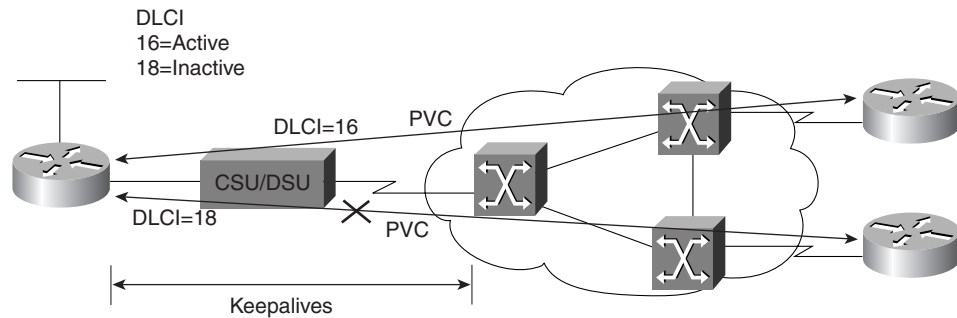 DLCI
16=Active
18=Inactive
DLCI=16
PVC
CSU/DSU
DLCI=18
PVC
Keepalives